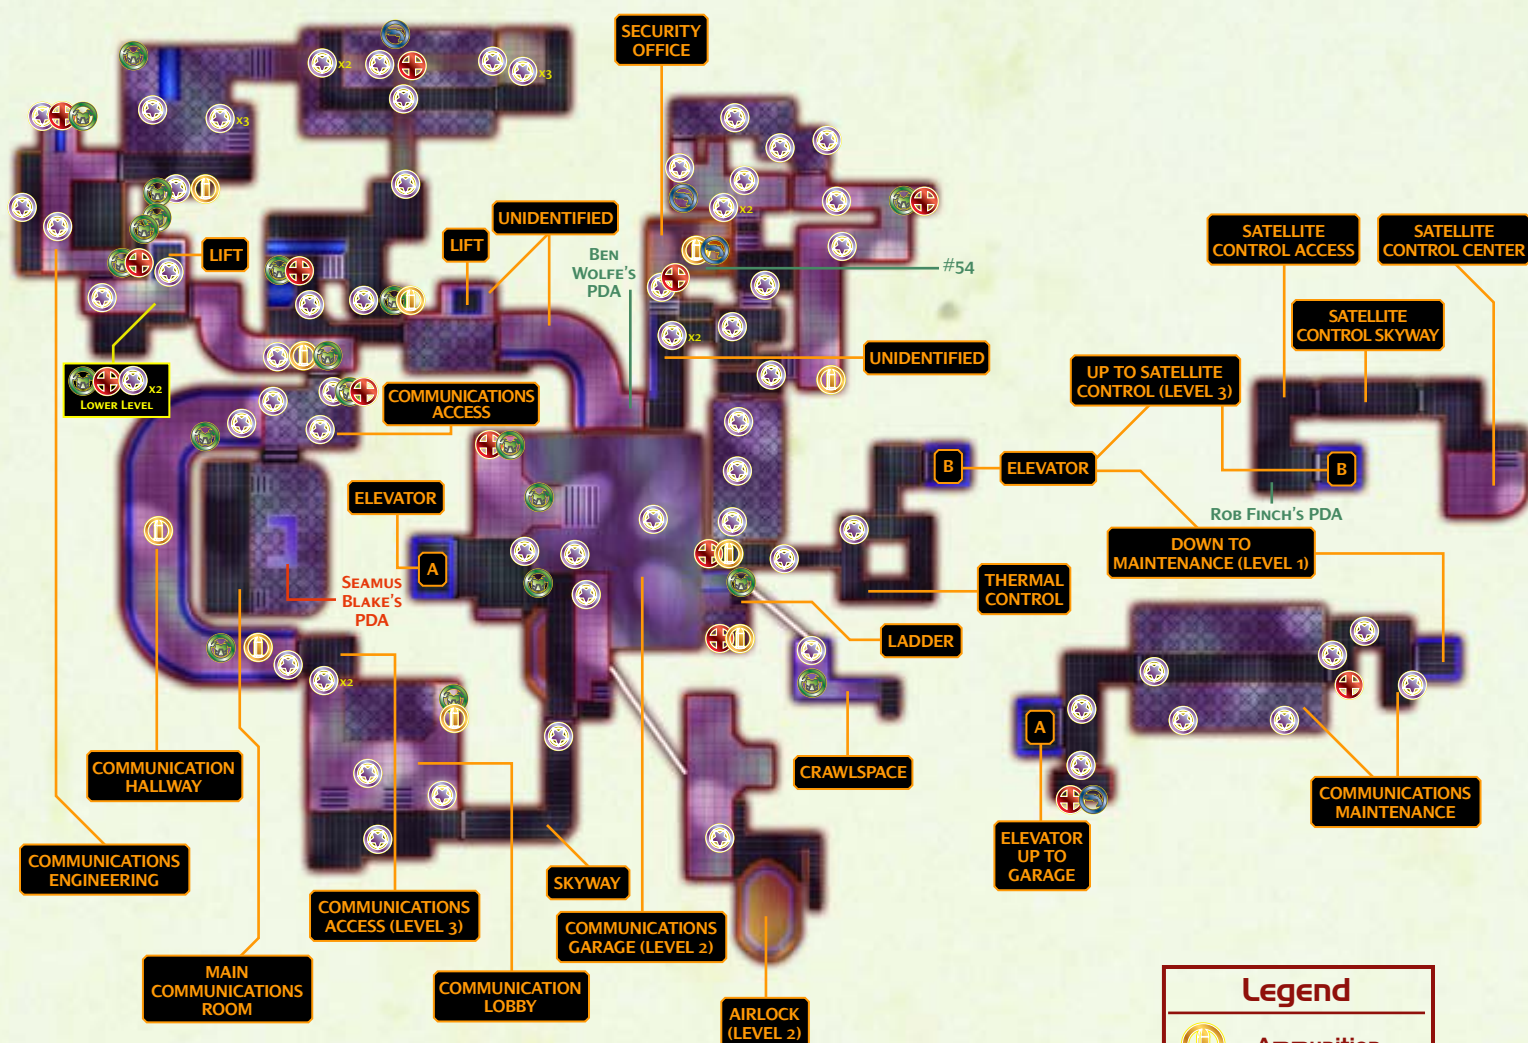 SECURITY
OFFICE
x2
x3
x3
UNIDENTIFIED
LIFT
LIFT
BEN
WOLFE'S
PDA
x2
#54
x2
UNIDENTIFIED
SATELLITE
CONTROL ACCESS
SATELLITE
CONTROL CENTER
SATELLITE
CONTROL SKYWAY
UP TO SATELLITE
CONTROL (LEVEL 3)
x2
LOWER LEVEL
COMMUNICATIONS
ACCESS
ELEVATOR
A
B
ELEVATOR
B
ROB FINCH'S PDA
DOWN TO
MAINTENANCE (LEVEL 1)
SEAMUS
BLAKE'S
PDA
THERMAL
CONTROL
LADDER
x2
A
COMMUNICATION
HALLWAY
CRAWLSPACE
COMMUNICATIONS
MAINTENANCE
ELEVATOR
UP TO
GARAGE
COMMUNICATIONS
ENGINEERING
SKYWAY
COMMUNICATIONS
ACCESS (LEVEL 3)
COMMUNICATIONS
GARAGE (LEVEL 2)
MAIN
COMMUNICATIONS
ROOM
COMMUNICATION
LOBBY
AIRLOCK
(LEVEL 2)
Legend
Ammunition